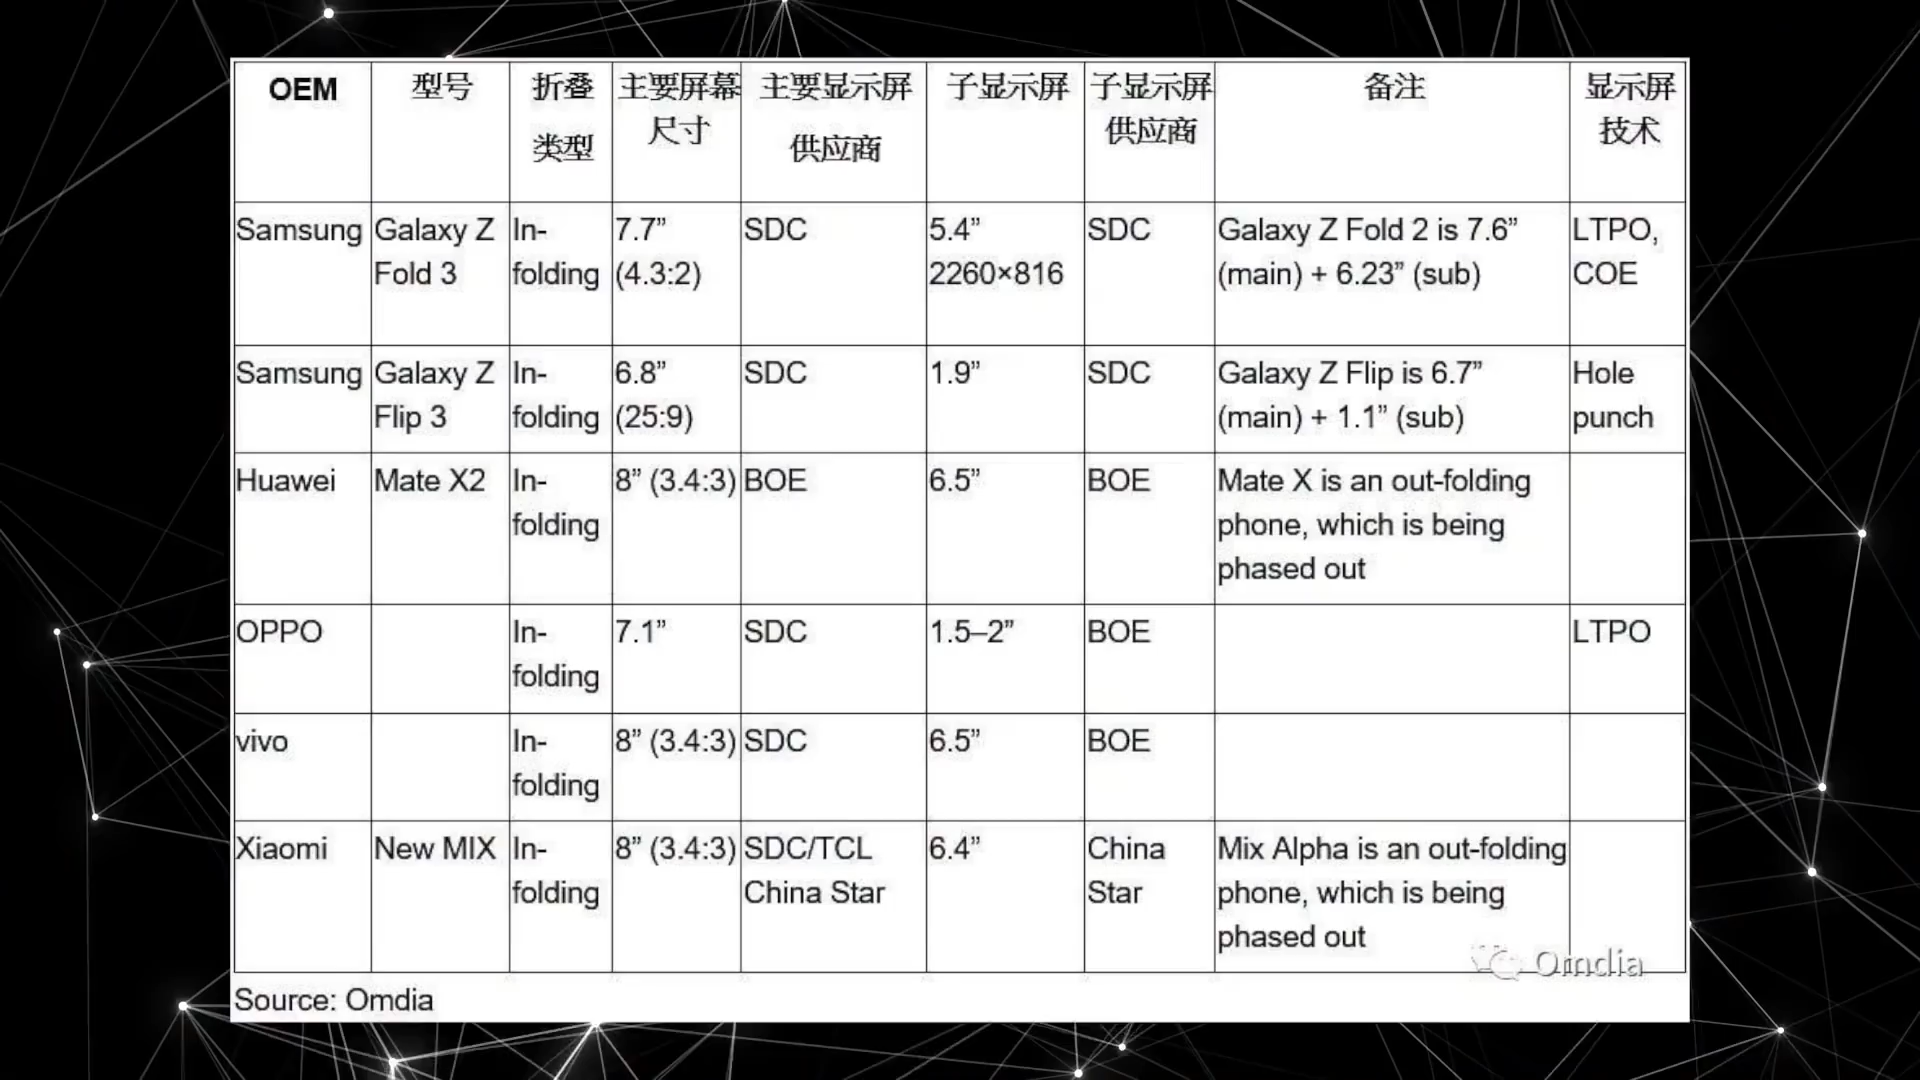 OEM
型号
折叠
类型
主要屏幕
尺寸
主要显示屏
供应商
子显示屏
子显示屏
供应商
备注
显示屏
技术
Samsung
Galaxy Z
Fold 3
In-
folding
7.7”
(4.3:2)
SDC
5.4”
2260×816
SDC
Galaxy Z Fold 2 is 7.6”
(main) + 6.23” (sub)
LTPO,
COE
Samsung
Galaxy Z
Flip 3
In-
folding
6.8”
(25:9)
SDC
1.9”
SDC
Galaxy Z Flip is 6.7”
(main) + 1.1” (sub)
Hole
punch
Huawei
Mate X2
In-
folding
8” (3.4:3)
BOE
6.5”
BOE
Mate X is an out-folding
phone, which is being
phased out
OPPO
In-
folding
7.1”
SDC
1.5–2”
BOE
LTPO
vivo
In-
folding
8” (3.4:3)
SDC
6.5”
BOE
Xiaomi
New MIX
In-
folding
8” (3.4:3)
SDC/TCL
China Star
6.4”
China
Star
Mix Alpha is an out-folding
phone, which is being
phased out
Omdia
Source: Omdia